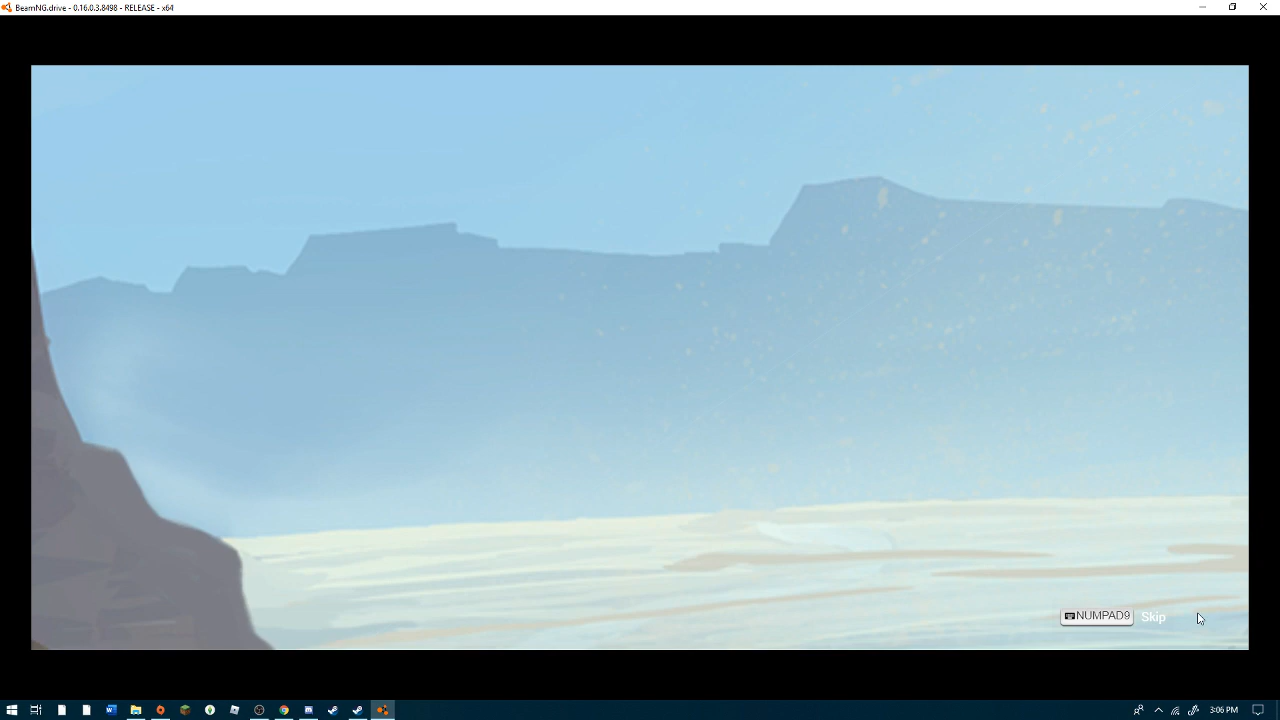 BeamNG.drive - 0.16.0.3.8498 - RELEASE - x64
NUMPAD9 Skip
3:06 PM